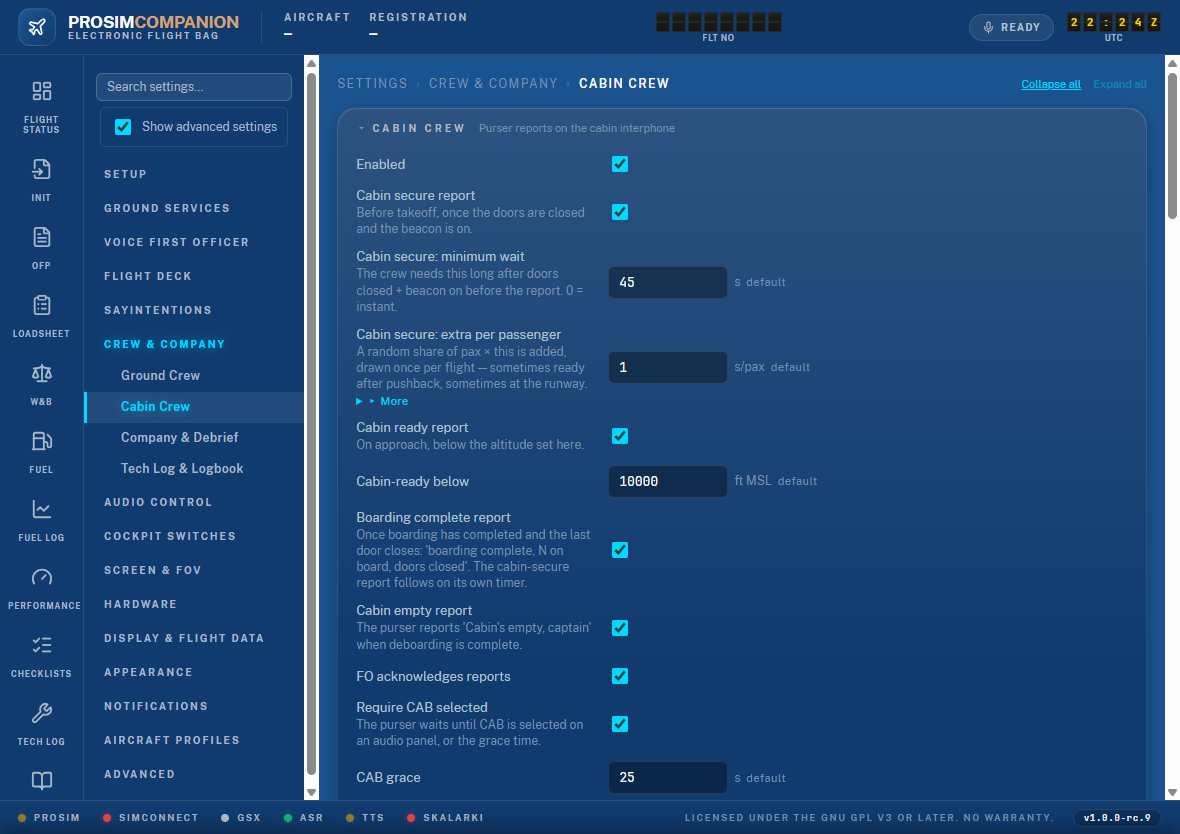 PROSIMCOMPANION
ELECTRONIC FLIGHT BAG
AIRCRAFT
–
REGISTRATION
–
FLT NO
READY
22:24Z
UTC
FLIGHT
STATUS
INIT
OFP
LOADSHEET
W&B
FUEL
FUEL LOG
PERFORMANCE
CHECKLISTS
TECH LOG
Search settings...
Show advanced settings
SETUP
GROUND SERVICES
VOICE FIRST OFFICER
FLIGHT DECK
SAYINTENTIONS
CREW & COMPANY
Ground Crew
Cabin Crew
Company & Debrief
Tech Log & Logbook
AUDIO CONTROL
COCKPIT SWITCHES
SCREEN & FOV
HARDWARE
DISPLAY & FLIGHT DATA
APPEARANCE
NOTIFICATIONS
AIRCRAFT PROFILES
ADVANCED
SETTINGS › CREW & COMPANY › CABIN CREW
Collapse all Expand all
CABIN CREW Purser reports on the cabin interphone
Enabled
Cabin secure report
Before takeoff, once the doors are closed
and the beacon is on.
Cabin secure: minimum wait
The crew needs this long after doors
closed + beacon on before the report. 0 =
instant.
45 s default
Cabin secure: extra per passenger
A random share of pax × this is added,
drawn once per flight — sometimes ready
after pushback, sometimes at the runway.
▸ More
1 s/pax default
Cabin ready report
On approach, below the altitude set here.
Cabin-ready below
10000 ft MSL default
Boarding complete report
Once boarding has completed and the last
door closes: 'boarding complete, N on
board, doors closed'. The cabin-secure
report follows on its own timer.
Cabin empty report
The purser reports 'Cabin's empty, captain'
when deboarding is complete.
FO acknowledges reports
Require CAB selected
The purser waits until CAB is selected on
an audio panel, or the grace time.
CAB grace
25 s default
PROSIM SIMCONNECT GSX ASR TTS SKALARKI
LICENSED UNDER THE GNU GPL V3 OR LATER. NO WARRANTY.
v1.0.0-rc.9